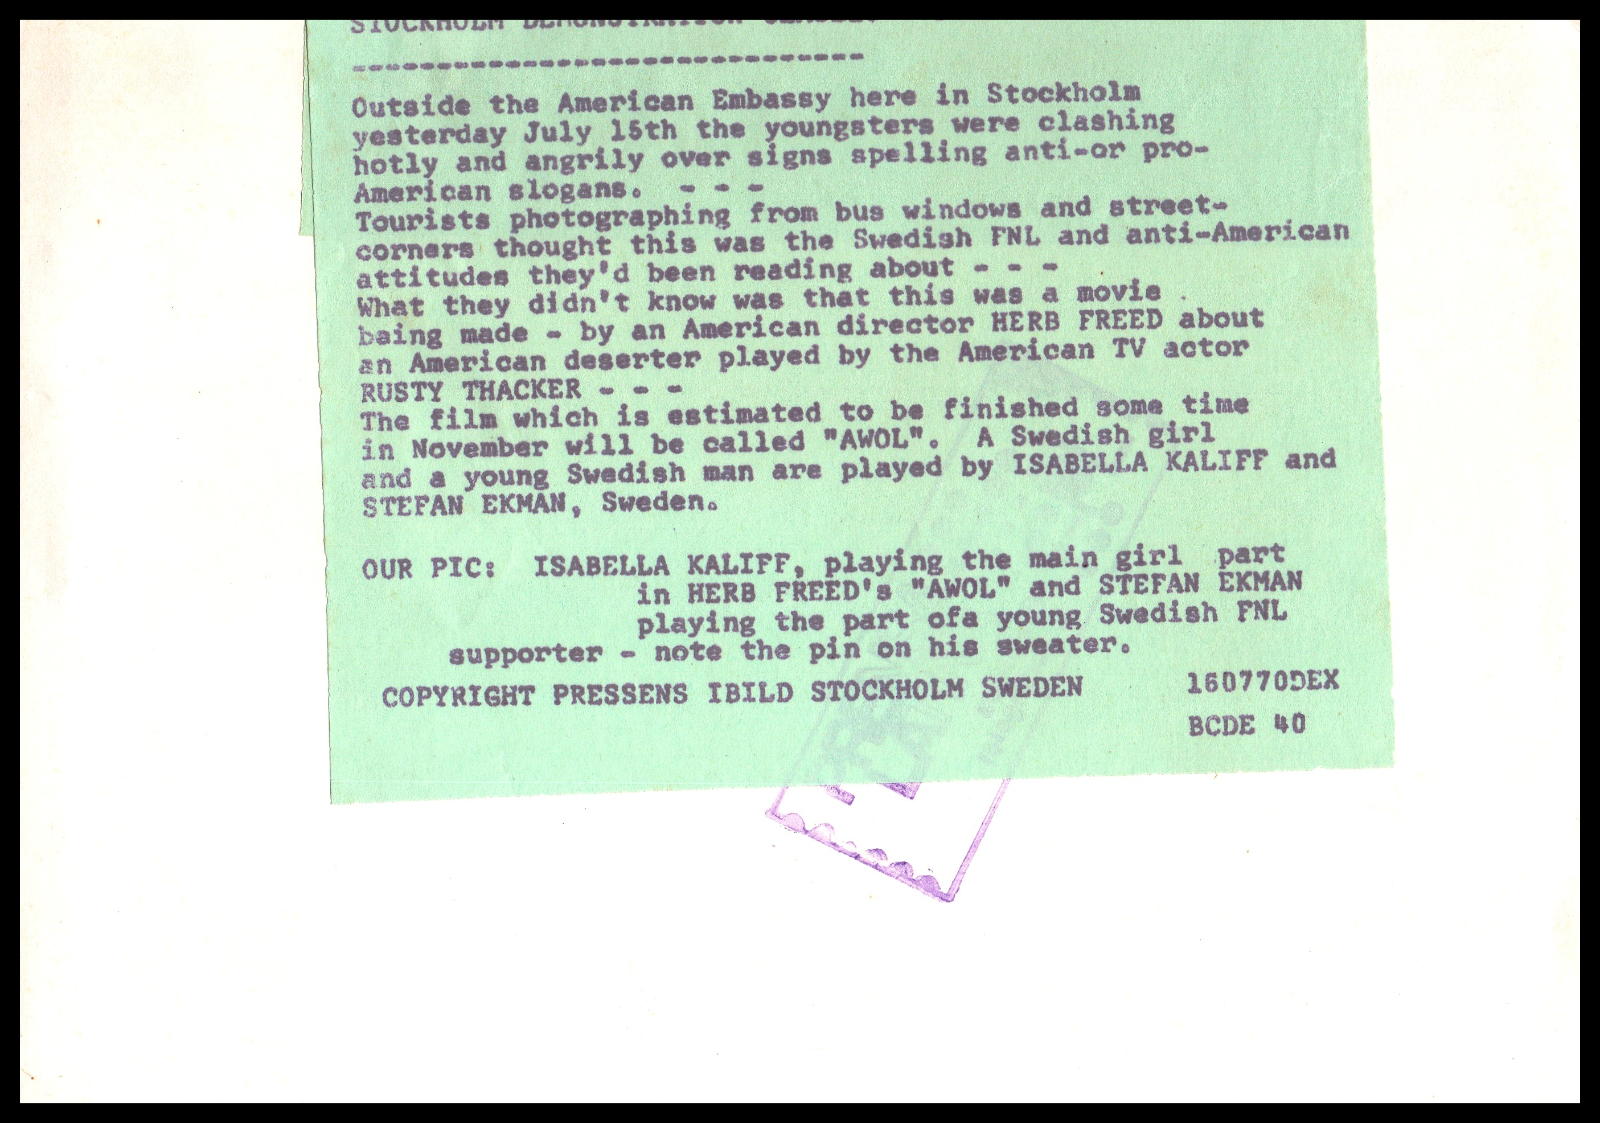 STOCKHOLM DEMONSTRATION
------------------------------
Outside the American Embassy here in Stockholm
yesterday July 15th the youngsters were clashing
hotly and angrily over signs spelling anti-or pro-
American slogans. - - -
Tourists photographing from bus windows and street-
corners thought this was the Swedish FNL and anti-American
attitudes they'd been reading about - - -
What they didn't know was that this was a movie
being made - by an American director HERB FREED about
an American deserter played by the American TV actor
RUSTY THACKER - - -
The film which is estimated to be finished some time
in November will be called "AWOL". A Swedish girl
and a young Swedish man are played by ISABELLA KALIFF and
STEFAN EKMAN, Sweden.
OUR PIC: ISABELLA KALIFF, playing the main girl part
in HERB FREED's "AWOL" and STEFAN EKMAN
playing the part ofa young Swedish FNL
supporter - note the pin on his sweater.
COPYRIGHT PRESSENS IBILD STOCKHOLM SWEDEN 160770DEX
BCDE 40